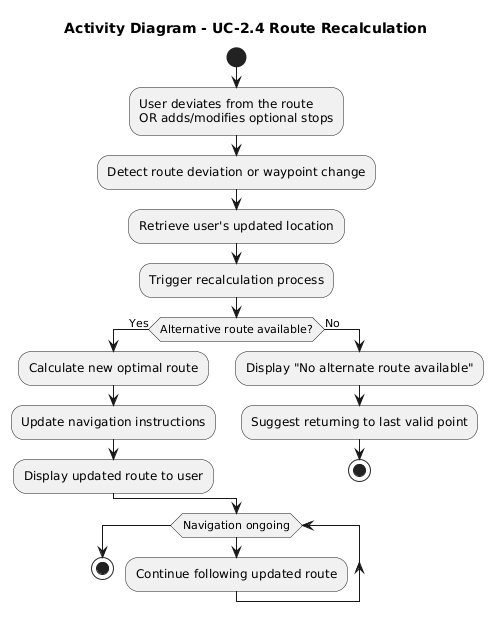 Activity Diagram - UC-2.4 Route Recalculation
User deviates from the route
OR adds/modifies optional stops
Detect route deviation or waypoint change
Retrieve user's updated location
Trigger recalculation process
Yes
Alternative route available?
No
Calculate new optimal route
Display "No alternate route available"
Update navigation instructions
Suggest returning to last valid point
Display updated route to user
Navigation ongoing
Continue following updated route